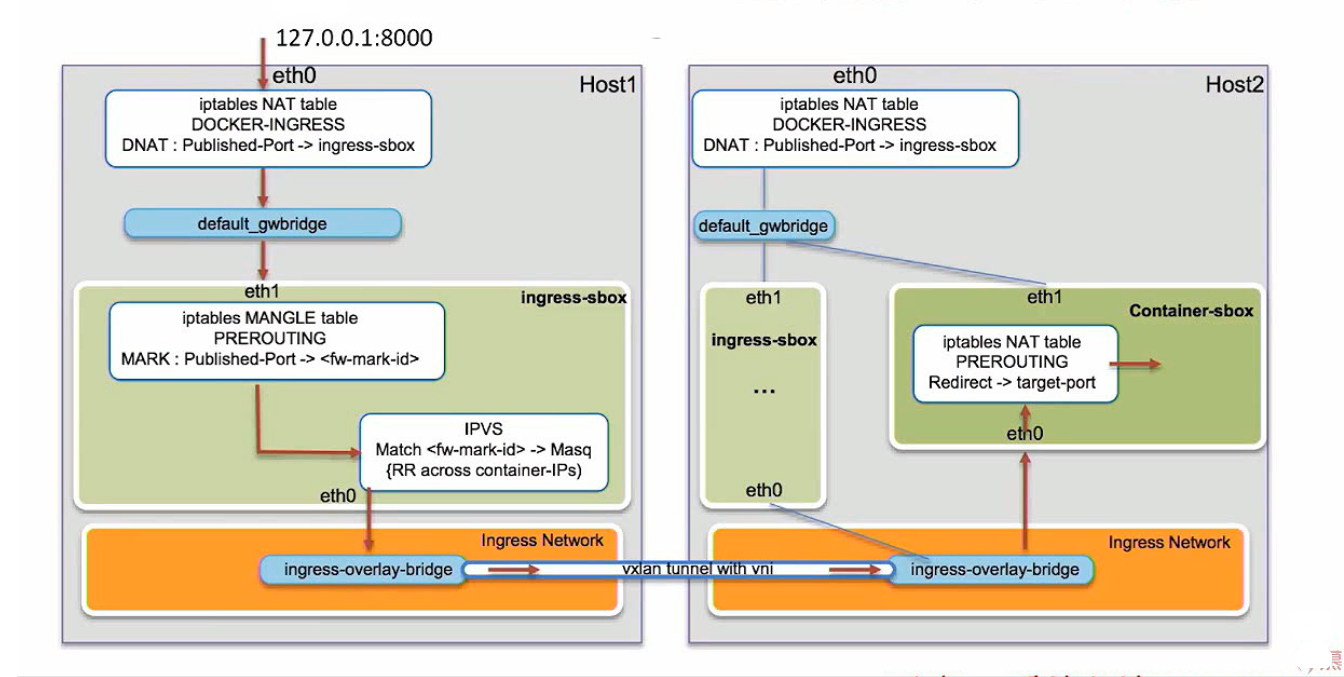 127.0.0.1:8000
eth0
Host1
iptables NAT table
DOCKER-INGRESS
DNAT : Published-Port -> ingress-sbox
default_gwbridge
eth1
ingress-sbox
iptables MANGLE table
PREROUTING
MARK : Published-Port -> <fw-mark-id>
IPVS
Match <fw-mark-id> -> Masq
{RR across container-IPs)
eth0
Ingress Network
ingress-overlay-bridge
vxlan tunnel with vni
eth0
Host2
iptables NAT table
DOCKER-INGRESS
DNAT : Published-Port -> ingress-sbox
default_gwbridge
eth1
ingress-sbox
...
eth0
eth1
Container-sbox
iptables NAT table
PREROUTING
Redirect -> target-port
eth0
Ingress Network
ingress-overlay-bridge